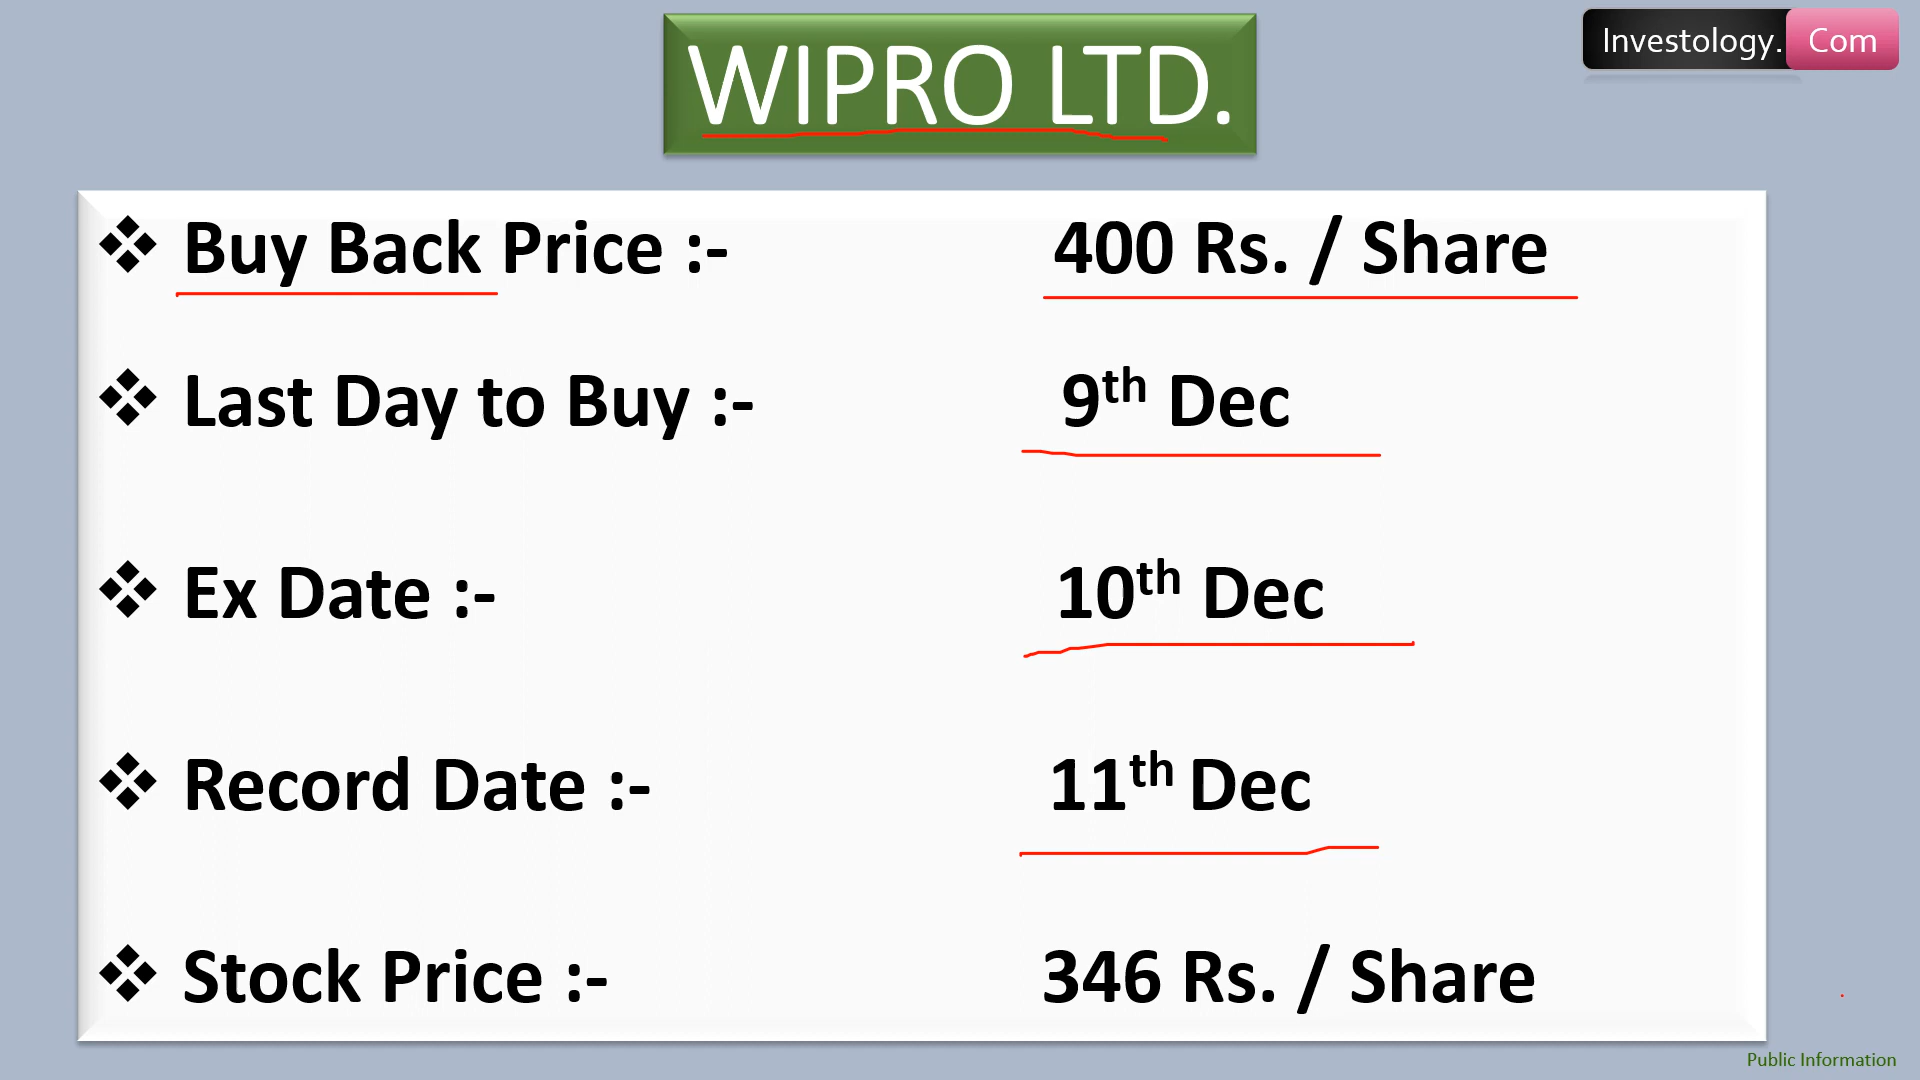 WIPRO LTD.
Investology. Com
❖ Buy Back Price :- 400 Rs. / Share
❖ Last Day to Buy :- 9th Dec
❖ Ex Date :- 10th Dec
❖ Record Date :- 11th Dec
❖ Stock Price :- 346 Rs. / Share
Public Information